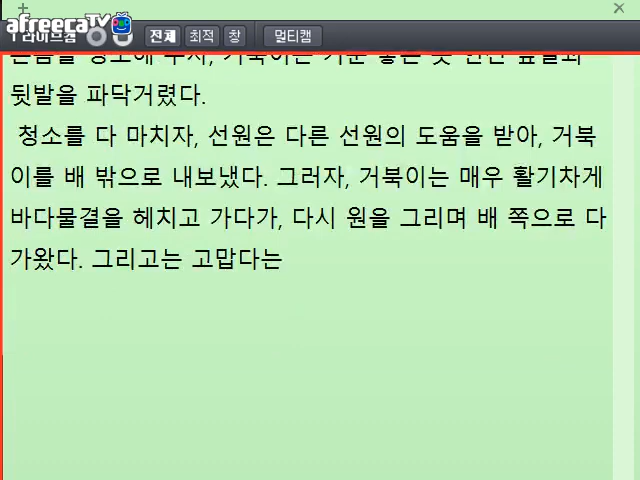 afreecaTV
라이브캠 전체 최적 창 멀티캠
뒷발을 파닥거렸다.
청소를 다 마치자, 선원은 다른 선원의 도움을 받아, 거북
이를 배 밖으로 내보냈다. 그러자, 거북이는 매우 활기차게
바다물결을 헤치고 가다가, 다시 원을 그리며 배 쪽으로 다
가왔다. 그리고는 고맙다는